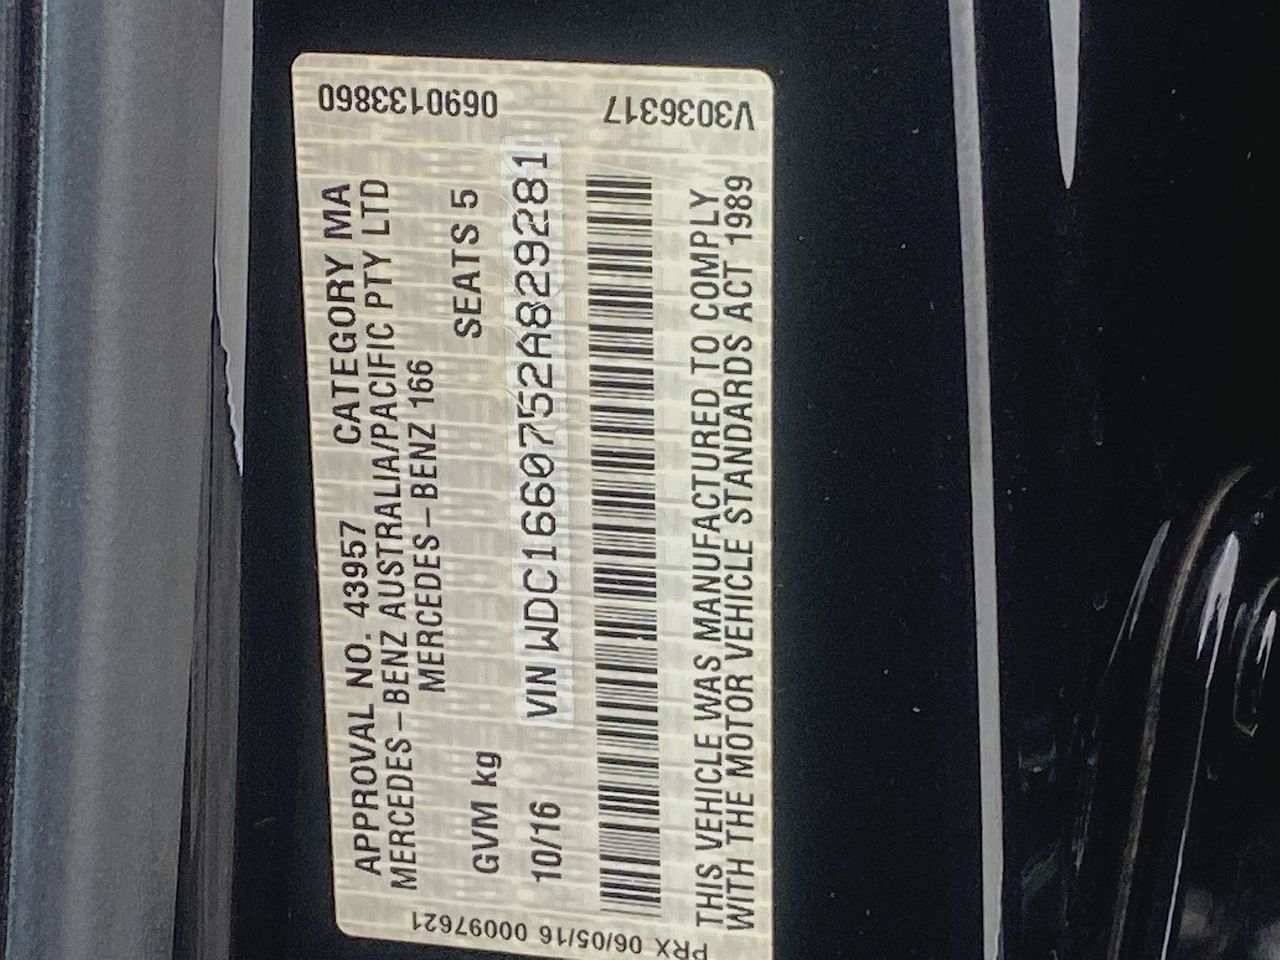 APPROVAL NO. 43957 CATEGORY MA
MERCEDES-BENZ AUSTRALIA/PACIFIC PTY LTD
MERCEDES-BENZ 166
GVM kg SEATS 5
10/16 VIN WDC1660752A829281
THIS VEHICLE WAS MANUFACTURED TO COMPLY
WITH THE MOTOR VEHICLE STANDARDS ACT 1989
0690133860
V3036317
PRX 06/05/16 00097621